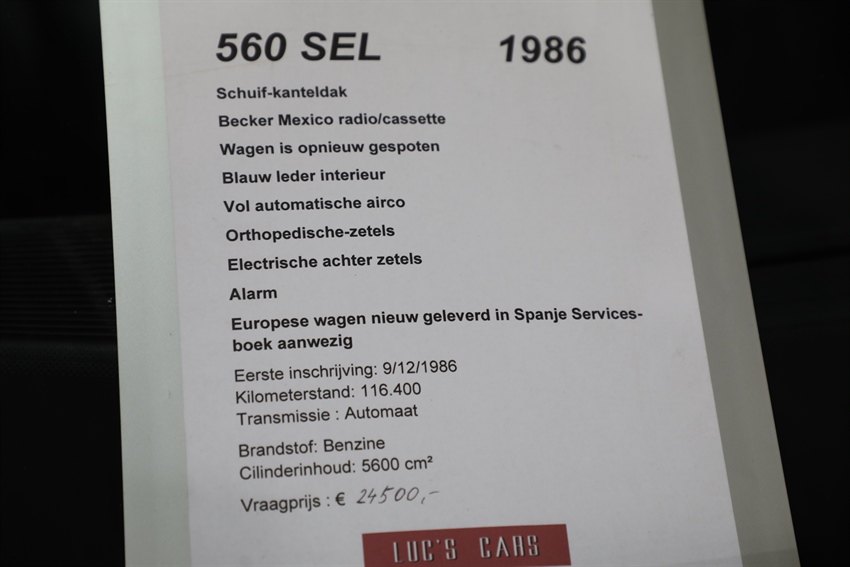 560 SEL 1986
Schuif-kanteldak
Becker Mexico radio/cassette
Wagen is opnieuw gespoten
Blauw leder interieur
Vol automatische airco
Orthopedische-zetels
Electrische achter zetels
Alarm
Europese wagen nieuw geleverd in Spanje Services-
boek aanwezig
Eerste inschrijving: 9/12/1986
Kilometerstand: 116.400
Transmissie : Automaat
Brandstof: Benzine
Cilinderinhoud: 5600 cm²
Vraagprijs : € 24500,-
LUC'S CARS